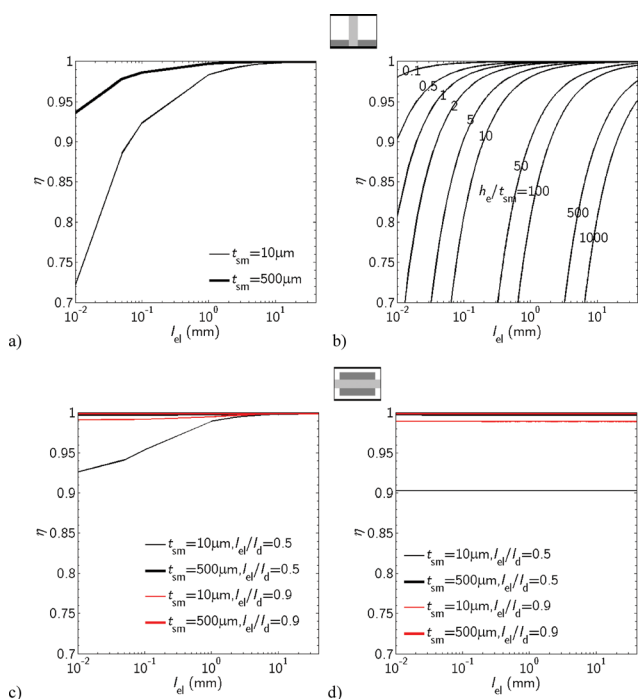 1
0.95
0.9
0.85
η
0.8
0.75
0.7
t_sm=10μm
t_sm=500μm
10^-2 10^-1 10^0 10^1
l_el (mm)
a)
1
0.95
0.9
0.85
η
0.8
0.75
0.7
0.1
0.5
1
2
5
10
50
h_e/t_sm=100
500
1000
10^-2 10^-1 10^0 10^1
l_el (mm)
b)
1
0.95
0.9
0.85
η
0.8
0.75
0.7
t_sm=10μm,l_el/l_d=0.5
t_sm=500μm,l_el/l_d=0.5
t_sm=10μm,l_el/l_d=0.9
t_sm=500μm,l_el/l_d=0.9
10^-2 10^-1 10^0 10^1
l_el (mm)
c)
1
0.95
0.9
0.85
η
0.8
0.75
0.7
t_sm=10μm,l_el/l_d=0.5
t_sm=500μm,l_el/l_d=0.5
t_sm=10μm,l_el/l_d=0.9
t_sm=500μm,l_el/l_d=0.9
10^-2 10^-1 10^0 10^1
l_el (mm)
d)